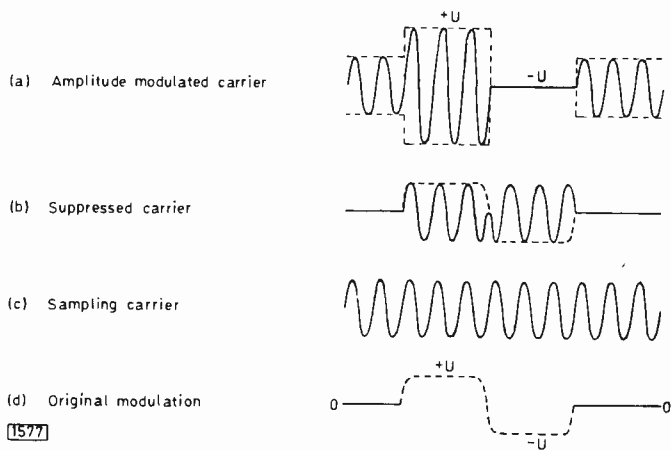 +U
(a) Amplitude modulated carrier
-U
(b) Suppressed carrier
(c) Sampling carrier
+U
(d) Original modulation
0 0
-U
1577